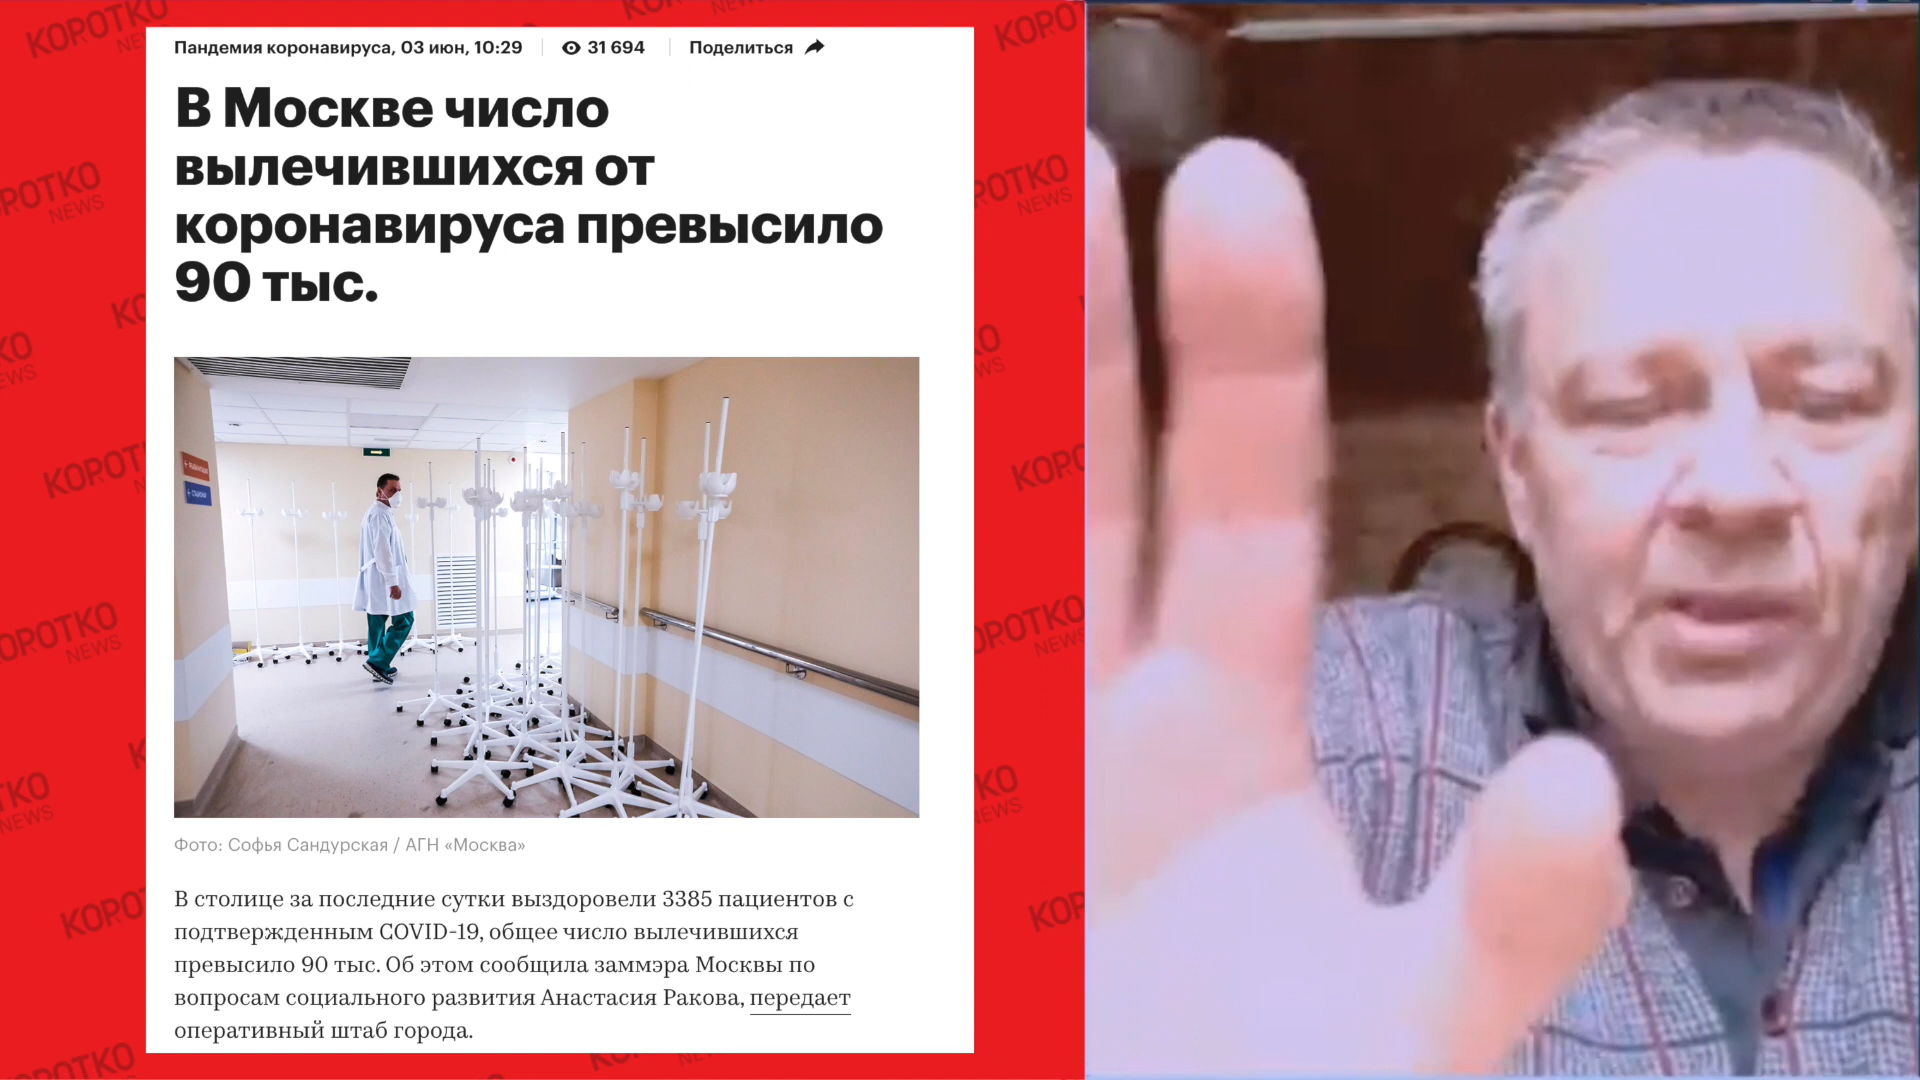 Пандемия коронавируса, 03 июн, 10:29 31 694 Поделиться
В Москве число
вылечившихся от
коронавируса превысило
90 тыс.
Фото: Софья Сандурская / АГН «Москва»
В столице за последние сутки выздоровели 3385 пациентов с
подтвержденным COVID-19, общее число вылечившихся
превысило 90 тыс. Об этом сообщила заммэра Москвы по
вопросам социального развития Анастасия Ракова, передает
оперативный штаб города.
КОРОТКО
NEWS